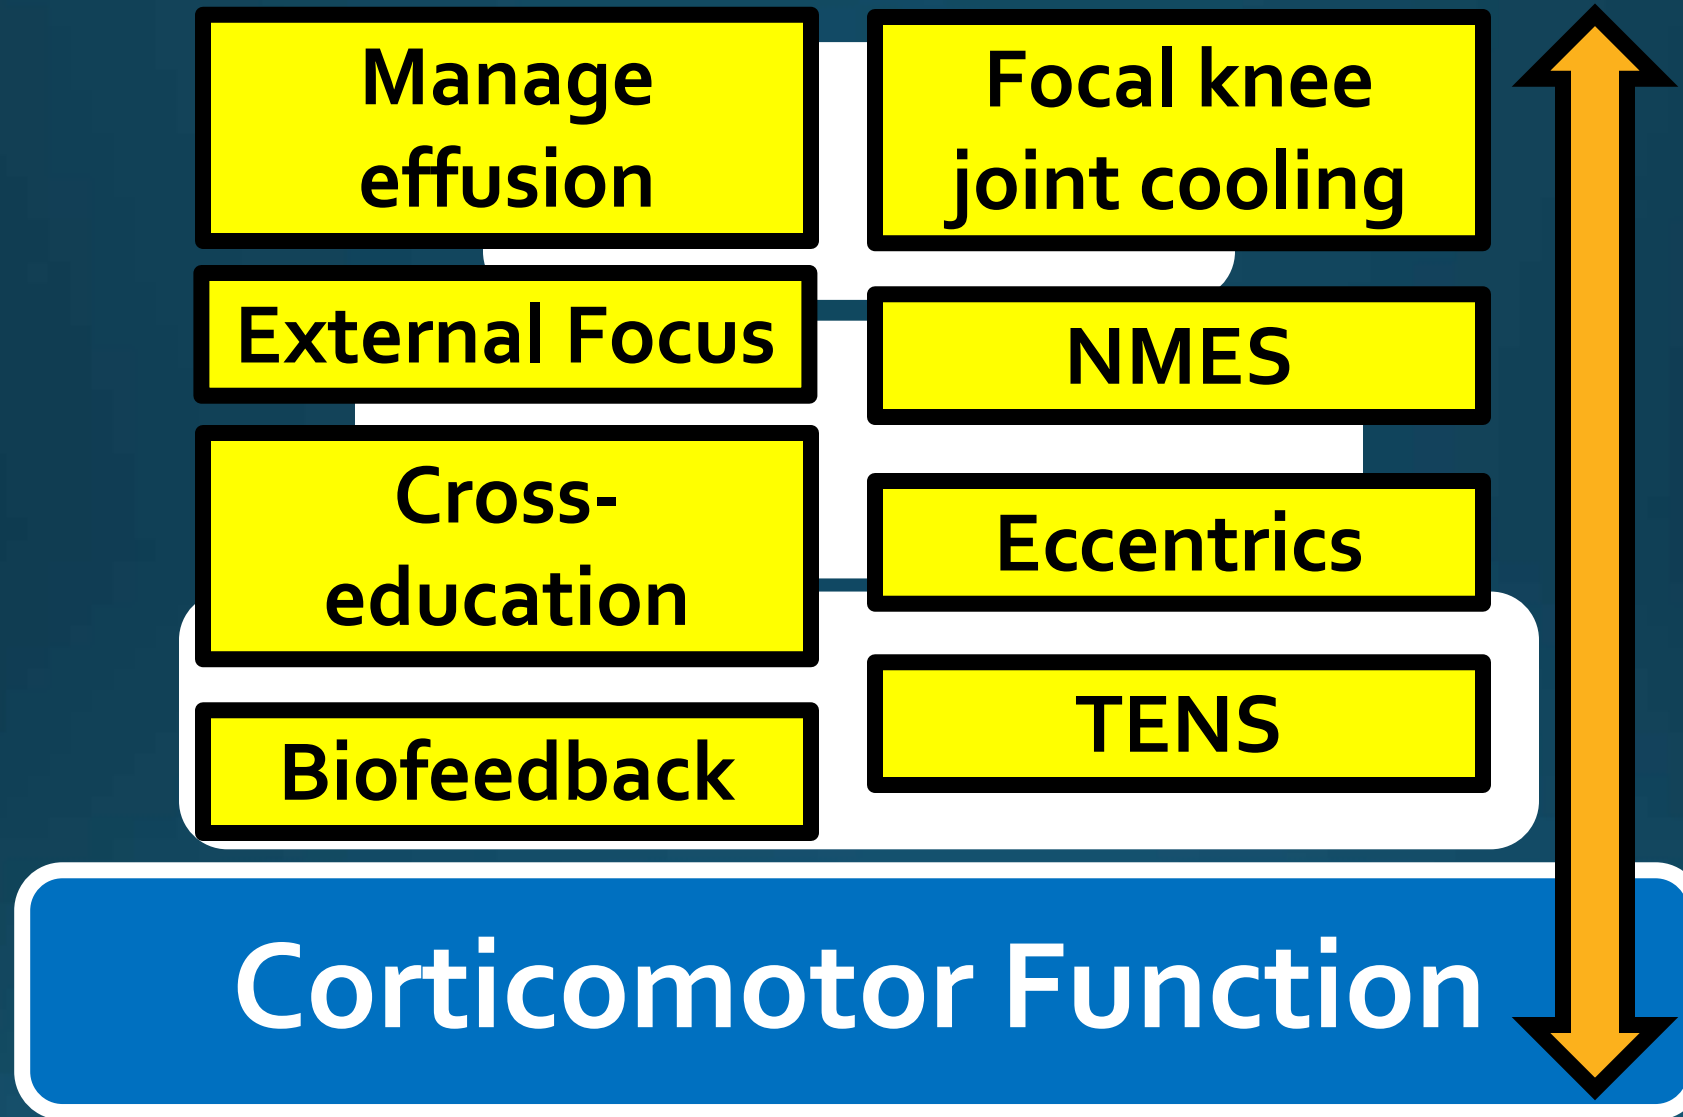 Manage
effusion
Focal knee
joint cooling
External Focus
NMES
Cross-
education
Eccentrics
Biofeedback
TENS
Corticomotor Function